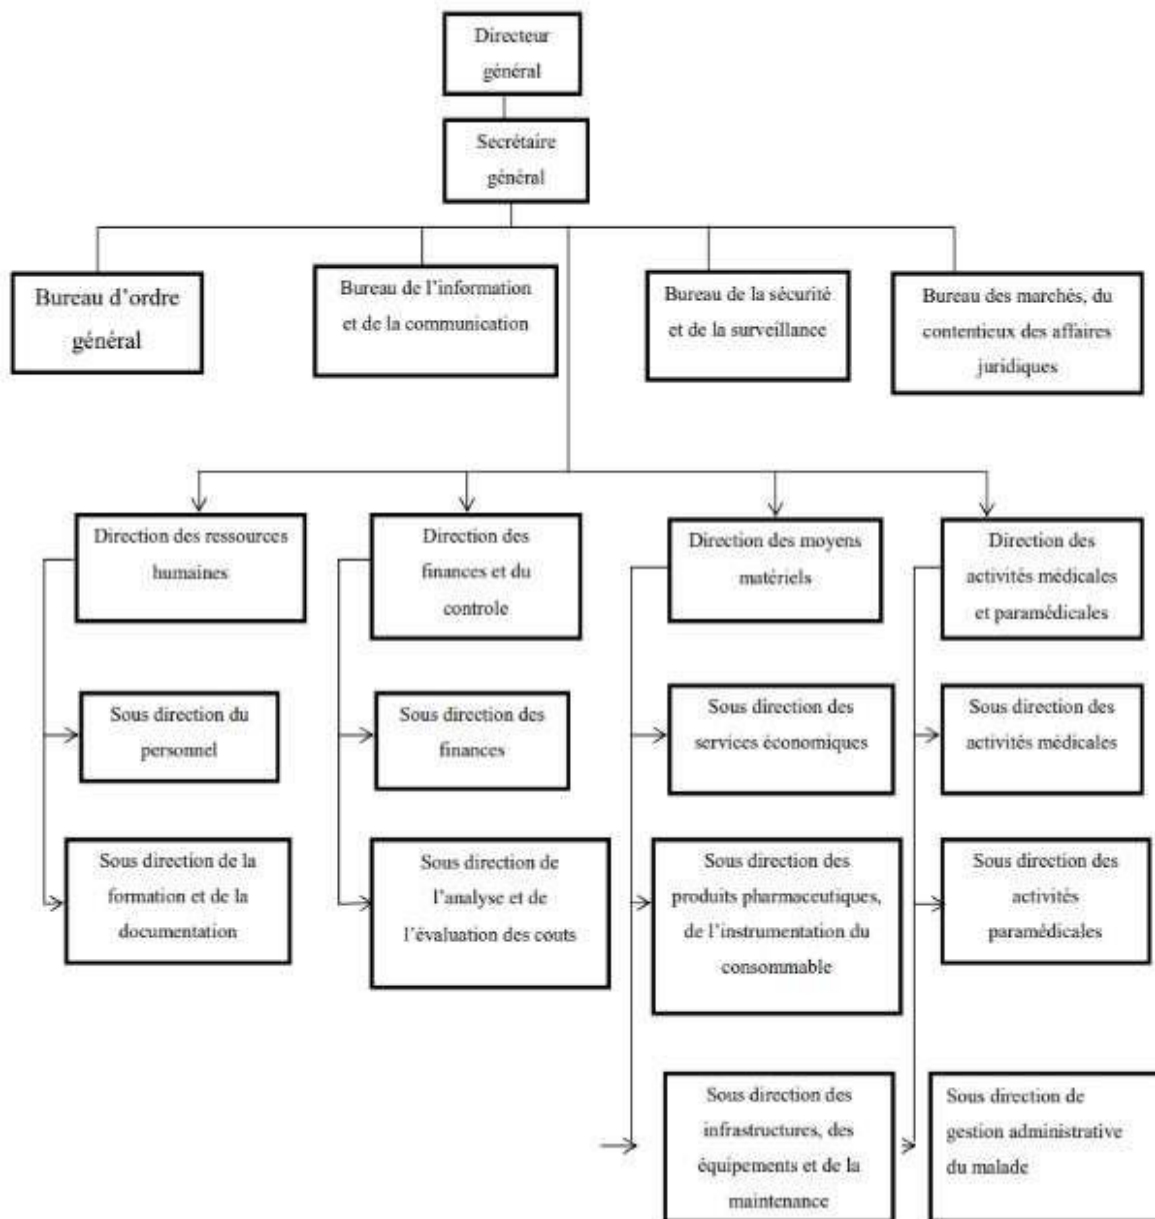 Directeur
général
Secrétaire
général
Bureau d’ordre
général
Bureau de l’information
et de la communication
Bureau de la sécurité
et de la surveillance
Bureau des marchés, du
contentieux des affaires
juridiques
Direction des ressources
humaines
Direction des
finances et du
controle
Direction des moyens
matériels
Direction des
activités médicales
et paramédicales
Sous direction du
personnel
Sous direction des
finances
Sous direction des
services économiques
Sous direction des
activités médicales
Sous direction de la
formation et de la
documentation
Sous direction de
l’analyse et de
l’évaluation des couts
Sous direction des
produits pharmaceutiques,
de l’instrumentation du
consommable
Sous direction des
activités
paramédicales
Sous direction des
infrastructures, des
équipements et de la
maintenance
Sous direction de
gestion administrative
du malade